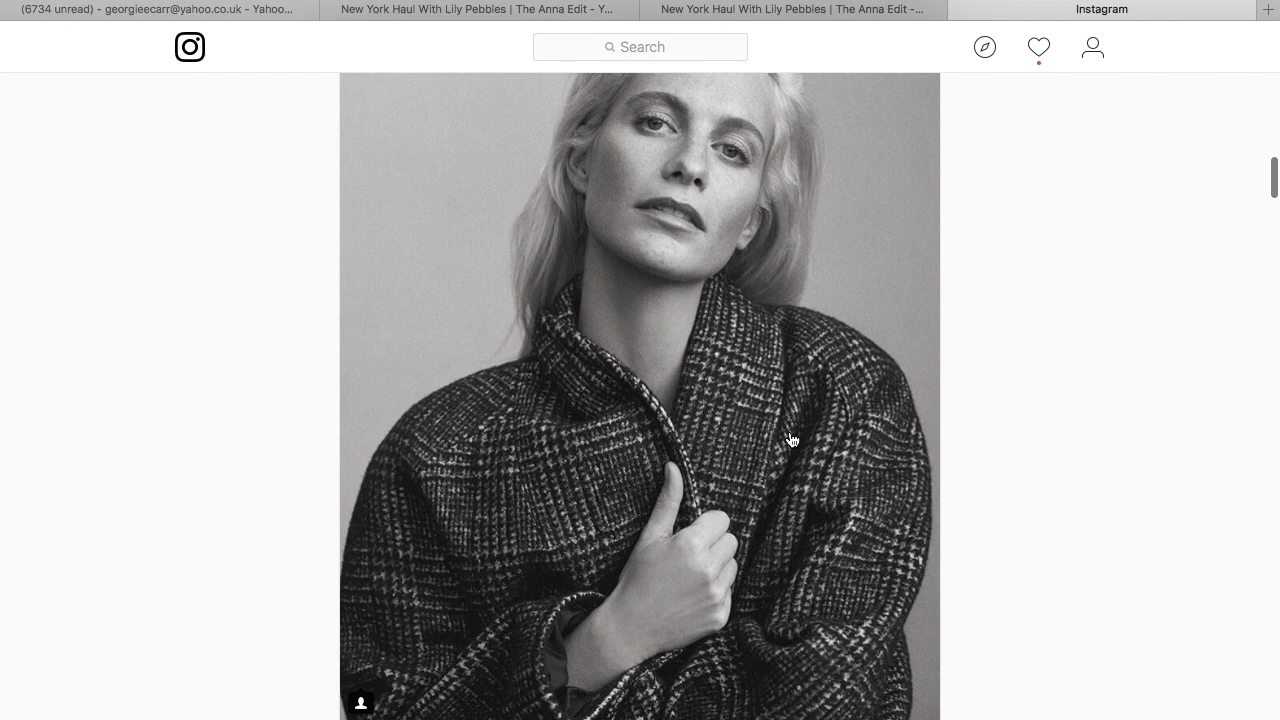 (6734 unread) - georgieecarr@yahoo.co.uk - Yahoo...
New York Haul With Lily Pebbles | The Anna Edit - Y...
New York Haul With Lily Pebbles | The Anna Edit -...
Instagram
Search